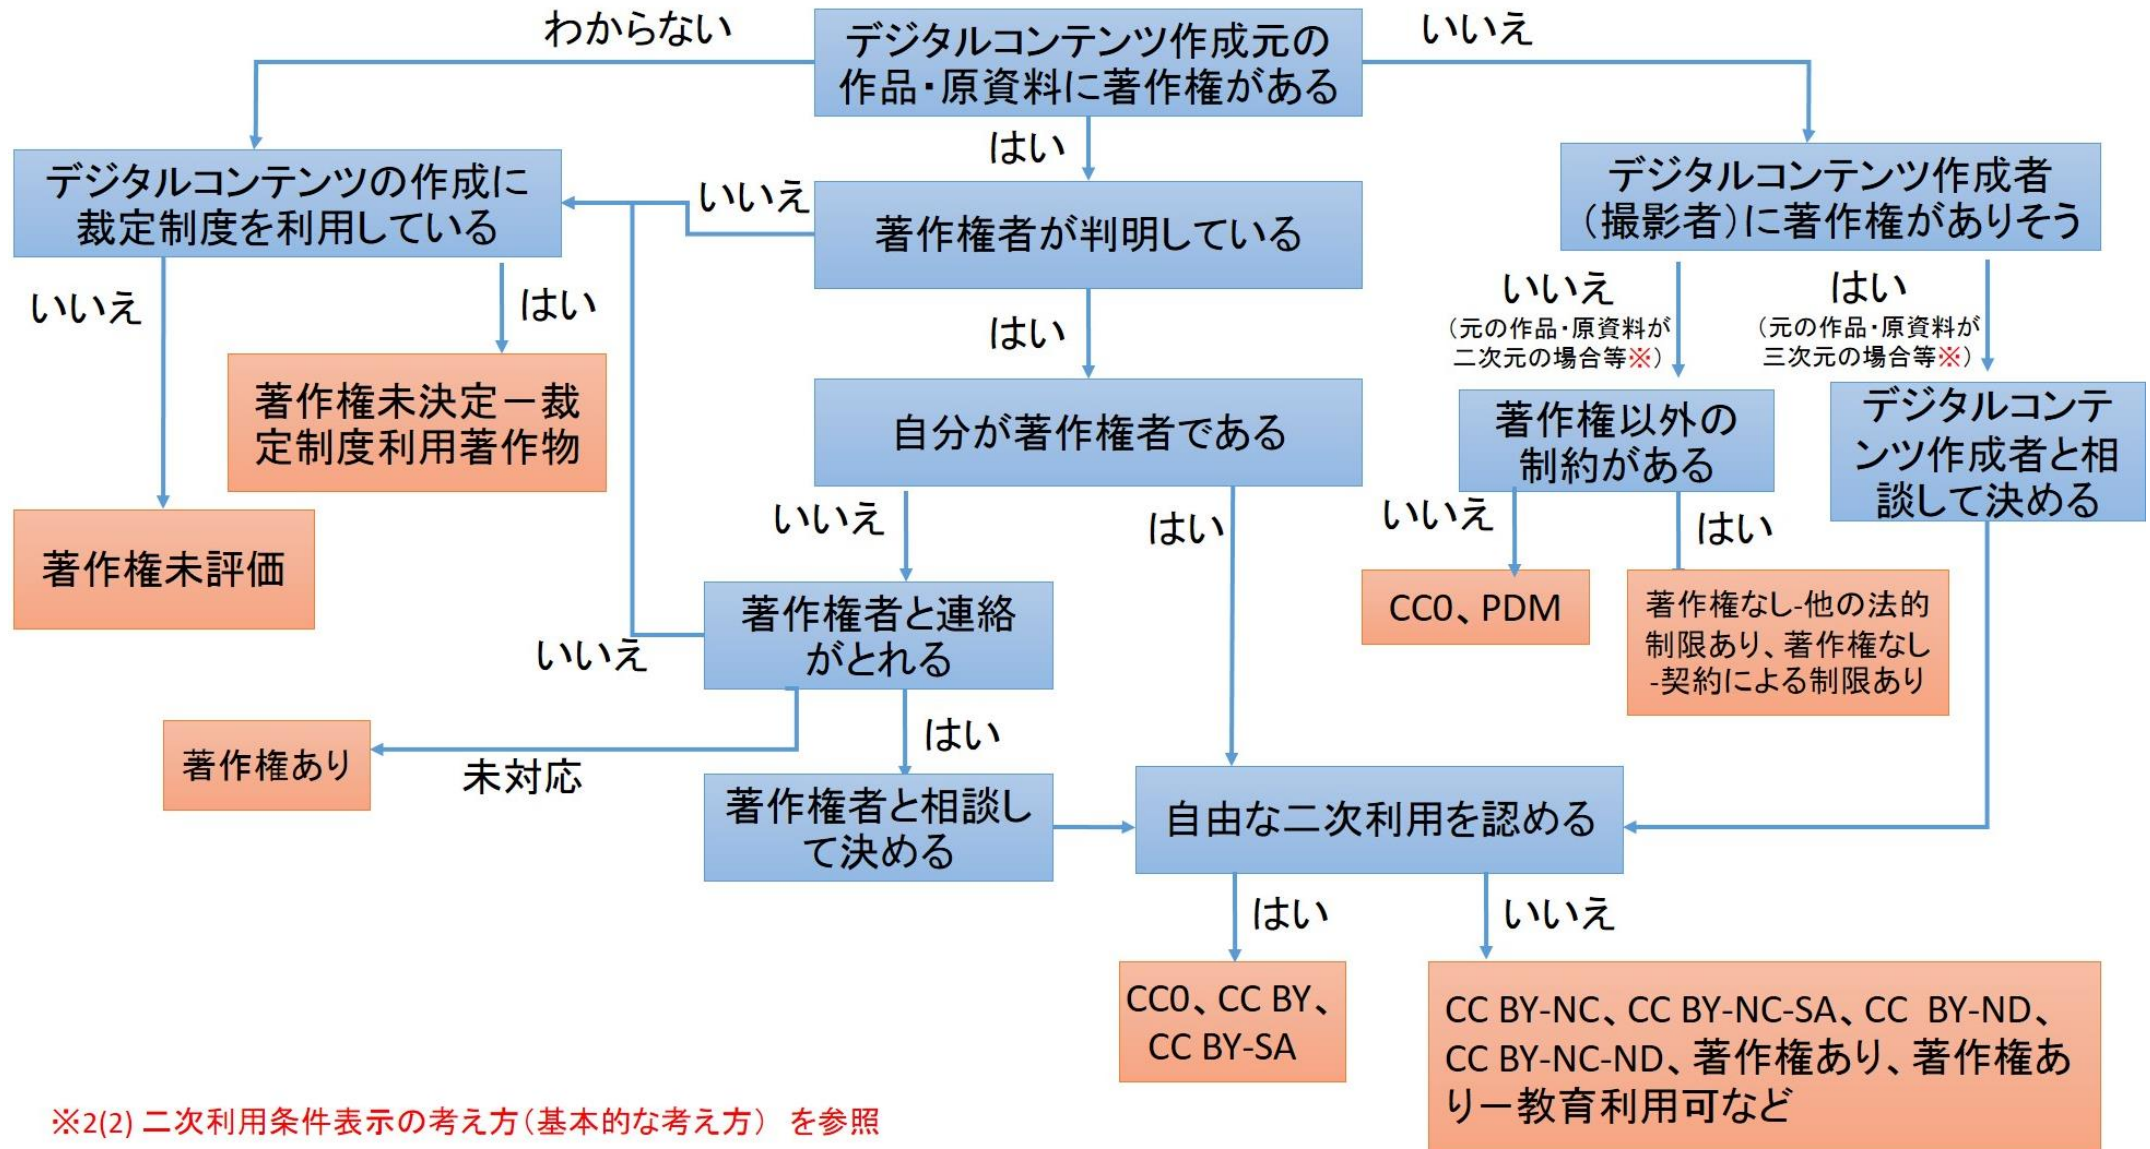 わからない
デジタルコンテンツ作成元の
作品・原資料に著作権がある
いいえ
はい
デジタルコンテンツの作成に
裁定制度を利用している
いいえ
著作権者が判明している
デジタルコンテンツ作成者
（撮影者）に著作権がありそう
いいえ
はい
はい
いいえ
（元の作品・原資料が
二次元の場合等※）
はい
（元の作品・原資料が
三次元の場合等※）
著作権未決定－裁
定制度利用著作物
自分が著作権者である
著作権以外の
制約がある
デジタルコンテ
ンツ作成者と相
談して決める
著作権未評価
いいえ
はい
いいえ
はい
著作権者と連絡
がとれる
CC0、PDM
著作権なし-他の法的
制限あり、著作権なし
-契約による制限あり
いいえ
著作権あり
未対応
はい
著作権者と相談し
て決める
自由な二次利用を認める
はい
いいえ
CC0、CC BY、
CC BY-SA
CC BY-NC、CC BY-NC-SA、CC BY-ND、
CC BY-NC-ND、著作権あり、著作権あ
り－教育利用可など
※2(2) 二次利用条件表示の考え方（基本的な考え方） を参照